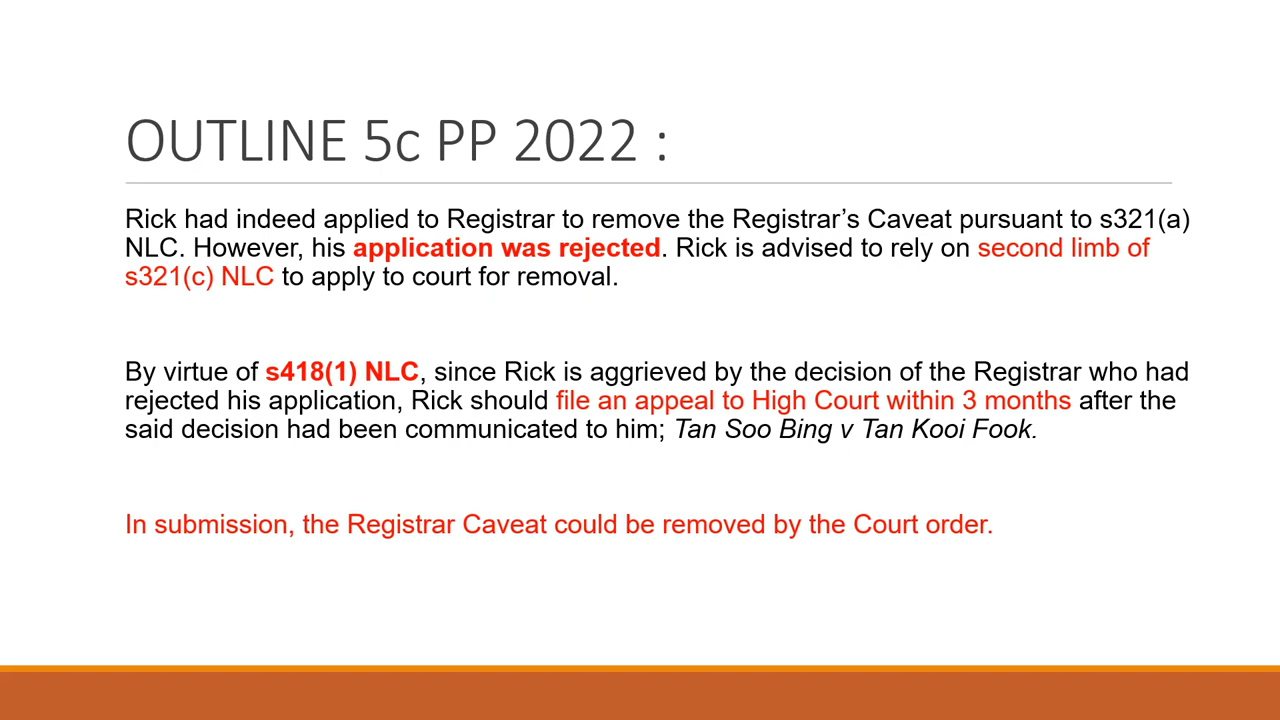 OUTLINE 5c PP 2022 :
Rick had indeed applied to Registrar to remove the Registrar’s Caveat pursuant to s321(a)
NLC. However, his application was rejected. Rick is advised to rely on second limb of
s321(c) NLC to apply to court for removal.
By virtue of s418(1) NLC, since Rick is aggrieved by the decision of the Registrar who had
rejected his application, Rick should file an appeal to High Court within 3 months after the
said decision had been communicated to him; Tan Soo Bing v Tan Kooi Fook.
In submission, the Registrar Caveat could be removed by the Court order.